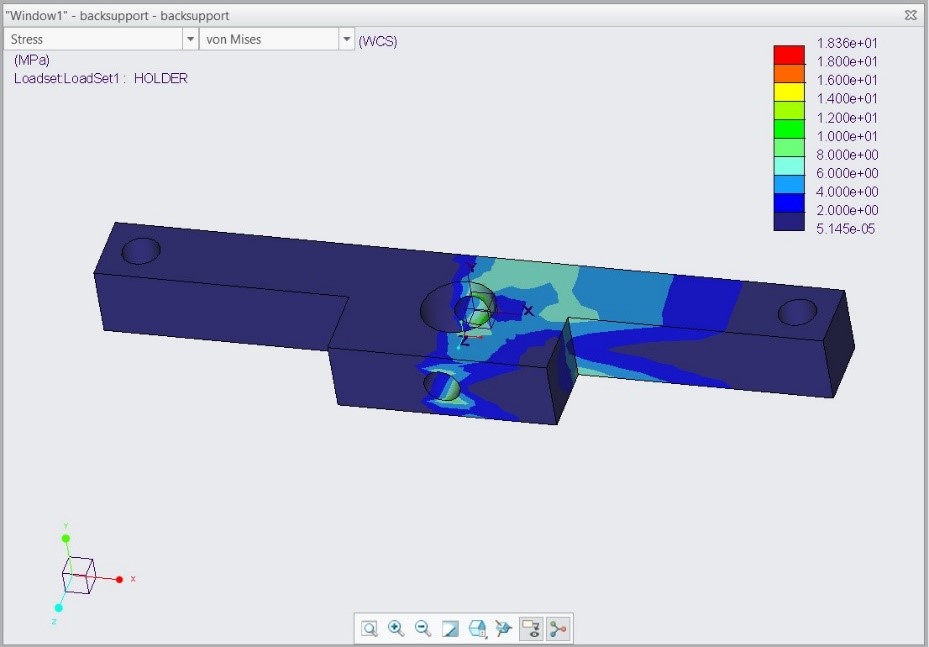 "Window1" - backsupport - backsupport
Stress von Mises (WCS)
(MPa)
Loadset:LoadSet1 : HOLDER
1.836e+01
1.800e+01
1.600e+01
1.400e+01
1.200e+01
1.000e+01
8.000e+00
6.000e+00
4.000e+00
2.000e+00
5.145e-05
Y
X
Z
Y
X
Z